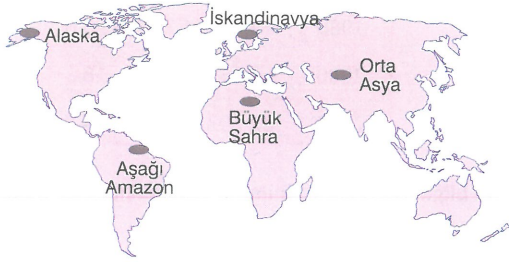 İskandinavya
Alaska
Orta
Asya
Büyük
Sahra
Aşağı
Amazon